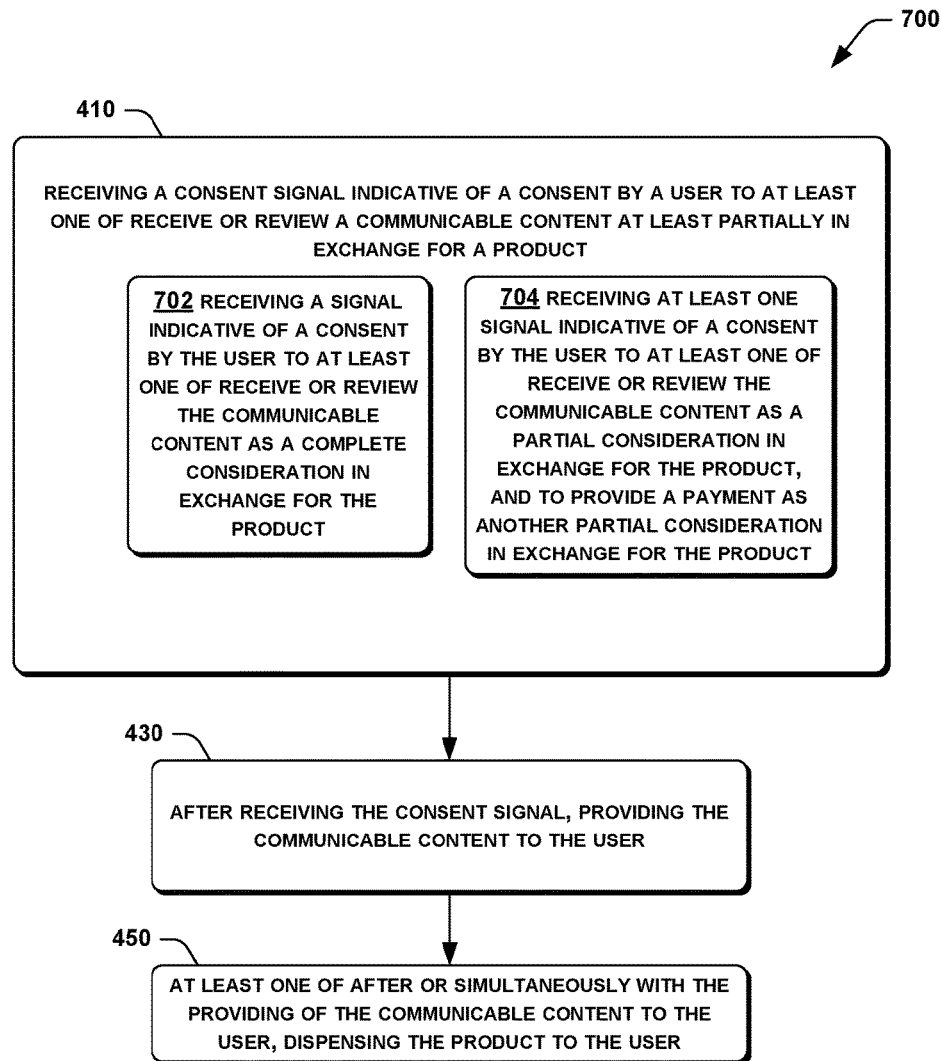 700
410
RECEIVING A CONSENT SIGNAL INDICATIVE OF A CONSENT BY A USER TO AT LEAST
ONE OF RECEIVE OR REVIEW A COMMUNICABLE CONTENT AT LEAST PARTIALLY IN
EXCHANGE FOR A PRODUCT
702 RECEIVING A SIGNAL
INDICATIVE OF A CONSENT
BY THE USER TO AT LEAST
ONE OF RECEIVE OR REVIEW
THE COMMUNICABLE
CONTENT AS A COMPLETE
CONSIDERATION IN
EXCHANGE FOR THE
PRODUCT
704 RECEIVING AT LEAST ONE
SIGNAL INDICATIVE OF A CONSENT
BY THE USER TO AT LEAST ONE OF
RECEIVE OR REVIEW THE
COMMUNICABLE CONTENT AS A
PARTIAL CONSIDERATION IN
EXCHANGE FOR THE PRODUCT,
AND TO PROVIDE A PAYMENT AS
ANOTHER PARTIAL CONSIDERATION
IN EXCHANGE FOR THE PRODUCT
430
AFTER RECEIVING THE CONSENT SIGNAL, PROVIDING THE
COMMUNICABLE CONTENT TO THE USER
450
AT LEAST ONE OF AFTER OR SIMULTANEOUSLY WITH THE
PROVIDING OF THE COMMUNICABLE CONTENT TO THE
USER, DISPENSING THE PRODUCT TO THE USER